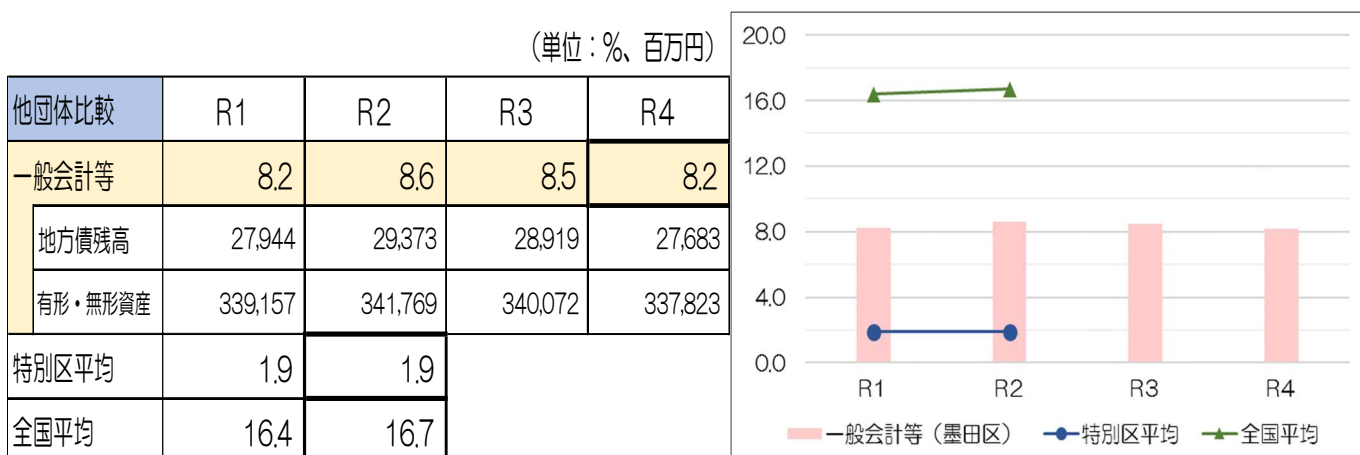 （単位：％、百万円）
他団体比較 R1 R2 R3 R4
一般会計等 8.2 8.6 8.5 8.2
地方債残高 27,944 29,373 28,919 27,683
有形・無形資産 339,157 341,769 340,072 337,823
特別区平均 1.9 1.9
全国平均 16.4 16.7
20.0
16.0
12.0
8.0
4.0
0.0
R1 R2 R3 R4
一般会計等（墨田区） 特別区平均 全国平均